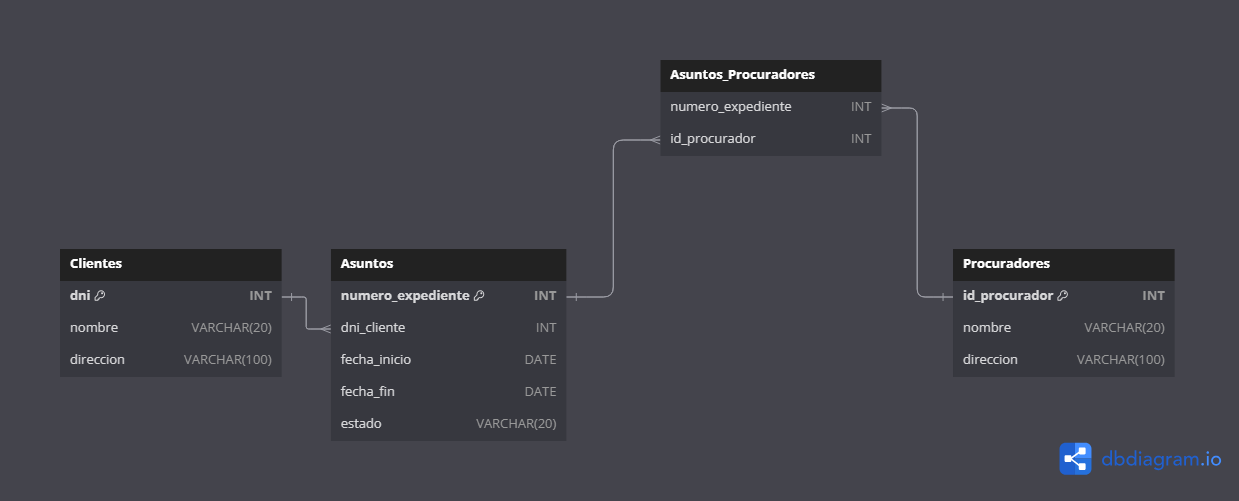 Asuntos_Procuradores
numero_expediente INT
id_procurador INT
Clientes
dni INT
nombre VARCHAR(20)
direccion VARCHAR(100)
Asuntos
numero_expediente INT
dni_cliente INT
fecha_inicio DATE
fecha_fin DATE
estado VARCHAR(20)
Procuradores
id_procurador INT
nombre VARCHAR(20)
direccion VARCHAR(100)
dbdiagram.io